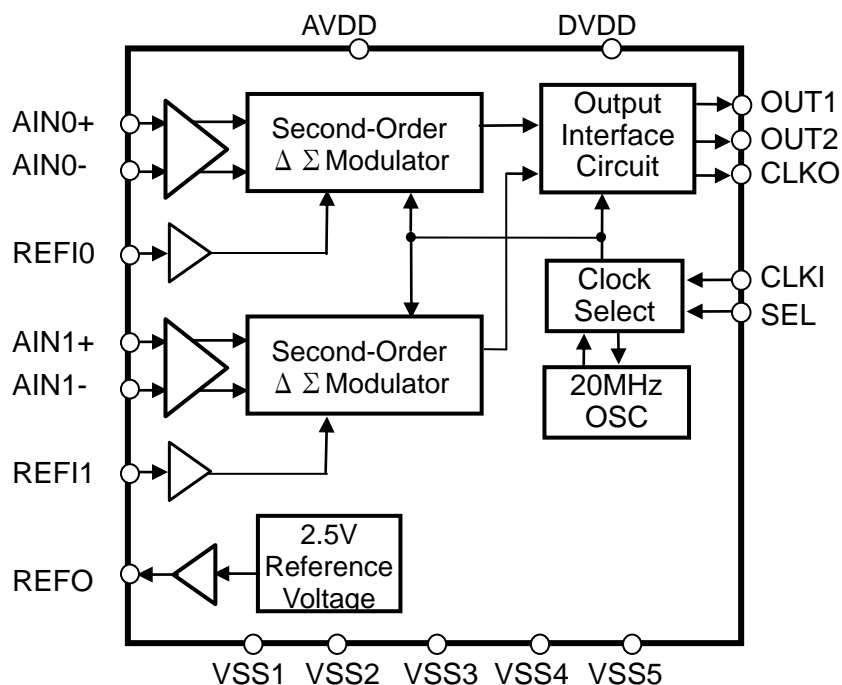 AVDD
DVDD
AIN0+
AIN0-
REFI0
AIN1+
AIN1-
REFI1
REFO
Second-Order
Δ Σ Modulator
Output
Interface
Circuit
OUT1
OUT2
CLKO
Clock
Select
CLKI
SEL
Second-Order
Δ Σ Modulator
20MHz
OSC
2.5V
Reference
Voltage
VSS1
VSS2
VSS3
VSS4
VSS5